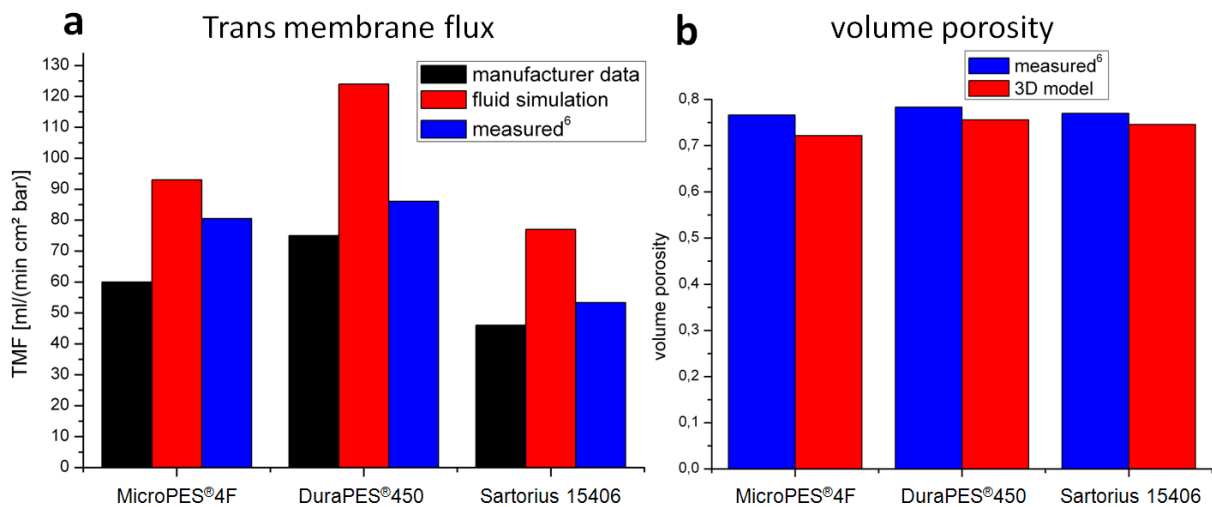 a
Trans membrane flux
manufacturer data
fluid simulation
measured⁶
TMF [ml/(min cm² bar)]
130
120
110
100
90
80
70
60
50
40
30
20
10
0
MicroPES®4F
DuraPES®450
Sartorius 15406
b
volume porosity
measured⁶
3D model
volume porosity
0,8
0,7
0,6
0,5
0,4
0,3
0,2
0,1
0,0
MicroPES®4F
DuraPES®450
Sartorius 15406